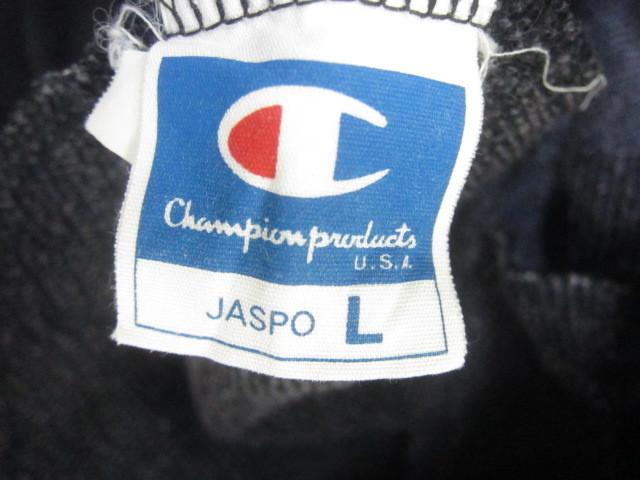 Champion products
U.S.A.
JASPO L